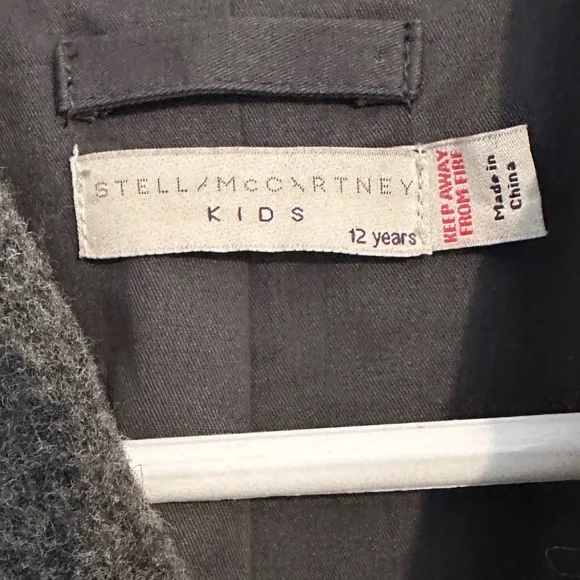 STELLA McCARTNEY
KIDS
12 years
KEEP AWAY
FROM FIRE
Made in
China